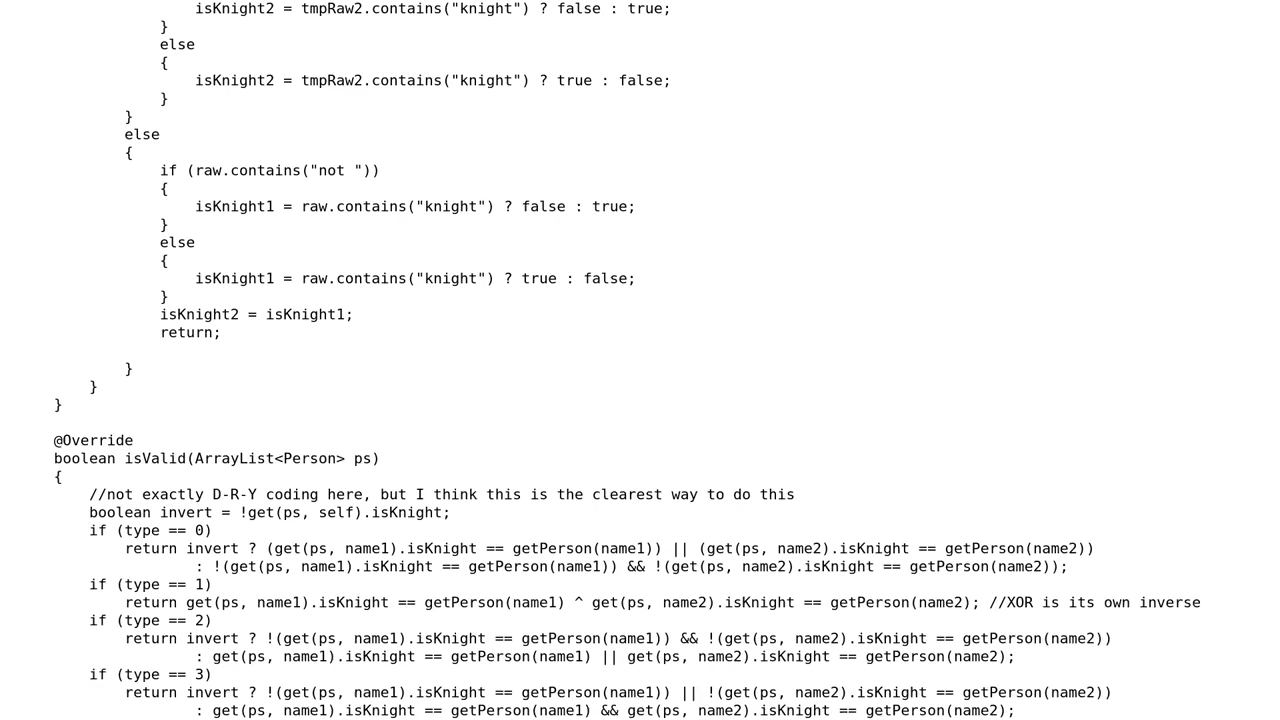 isKnight2 = tmpRaw2.contains("knight") ? false : true;
}
else
{
isKnight2 = tmpRaw2.contains("knight") ? true : false;
}
}
else
{
if (raw.contains("not "))
{
isKnight1 = raw.contains("knight") ? false : true;
}
else
{
isKnight1 = raw.contains("knight") ? true : false;
}
isKnight2 = isKnight1;
return;
}
}
}
@Override
boolean isValid(ArrayList<Person> ps)
{
//not exactly D-R-Y coding here, but I think this is the clearest way to do this
boolean invert = !get(ps, self).isKnight;
if (type == 0)
return invert ? (get(ps, name1).isKnight == getPerson(name1)) || (get(ps, name2).isKnight == getPerson(name2))
: !(get(ps, name1).isKnight == getPerson(name1)) && !(get(ps, name2).isKnight == getPerson(name2));
if (type == 1)
return get(ps, name1).isKnight == getPerson(name1) ^ get(ps, name2).isKnight == getPerson(name2); //XOR is its own inverse
if (type == 2)
return invert ? !(get(ps, name1).isKnight == getPerson(name1)) && !(get(ps, name2).isKnight == getPerson(name2))
: get(ps, name1).isKnight == getPerson(name1) || get(ps, name2).isKnight == getPerson(name2);
if (type == 3)
return invert ? !(get(ps, name1).isKnight == getPerson(name1)) || !(get(ps, name2).isKnight == getPerson(name2))
: get(ps, name1).isKnight == getPerson(name1) && get(ps, name2).isKnight == getPerson(name2);